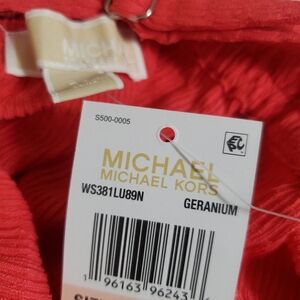 MICH
S500-0005
MICHAEL
MICHAEL KORS
WS381LU89N
GERANIUM
1 96163 96243